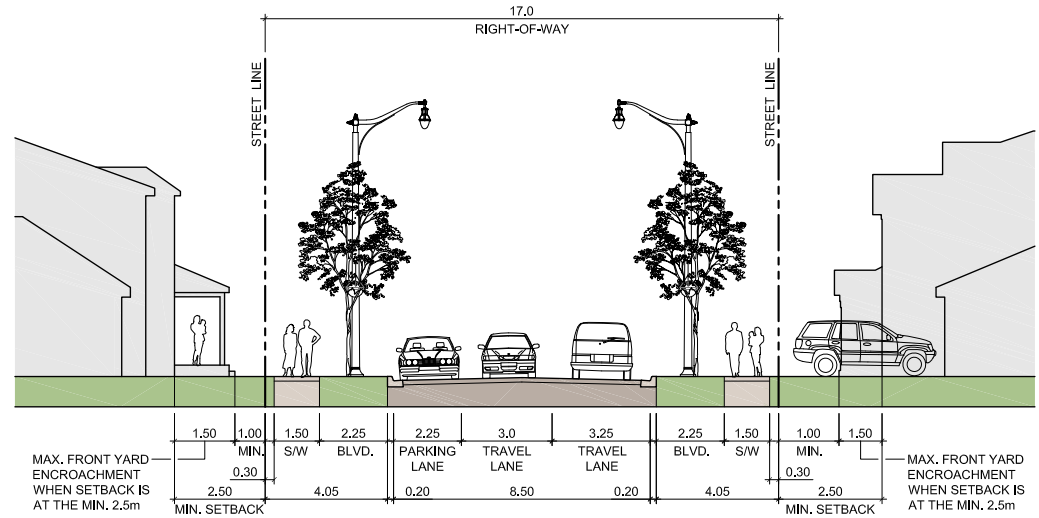 17.0
RIGHT-OF-WAY
STREET LINE
STREET LINE
1.50 1.00 1.50 2.25 2.25 3.0 3.25 2.25 1.50 1.00 1.50
MIN. S/W BLVD. PARKING LANE TRAVEL LANE TRAVEL LANE BLVD. S/W MIN.
0.30 0.30
MAX. FRONT YARD
ENCROACHMENT
WHEN SETBACK IS
AT THE MIN. 2.5m
2.50 4.05 0.20 8.50 0.20 4.05 2.50
MIN. SETBACK MIN. SETBACK
MAX. FRONT YARD
ENCROACHMENT
WHEN SETBACK IS
AT THE MIN. 2.5m